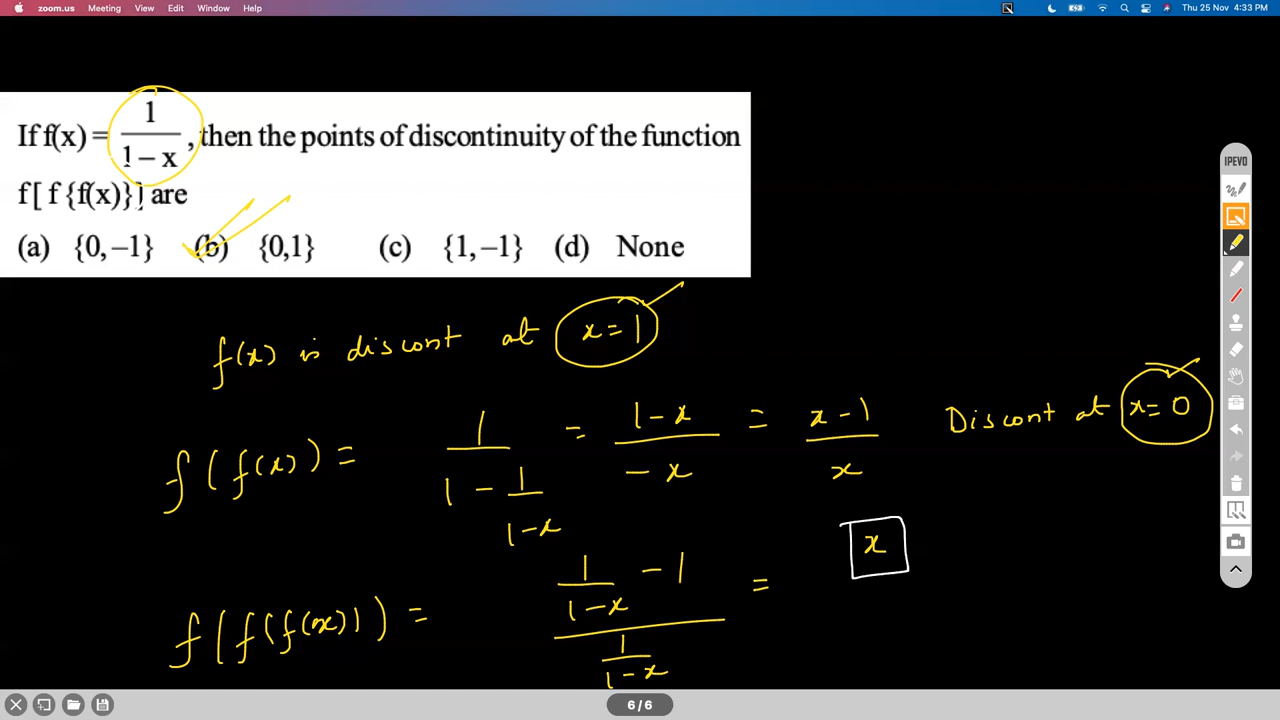 zoom.us Meeting View Edit Window Help Thu 25 Nov 4:33 PM
If f(x) = 1/(1 – x), then the points of discontinuity of the function
f[ f {f(x)}] are
(a) {0, –1} (b) {0,1} (c) {1, –1} (d) None
f(x) is discont at x = 1
f(f(x)) = 1/(1 - 1/(1-x)) = (1-x)/(-x) = (x-1)/x Discont at x = 0
f(f(f(x))) = (1/(1-x) - 1)/(1/(1-x)) = x
IPEVO
6 / 6